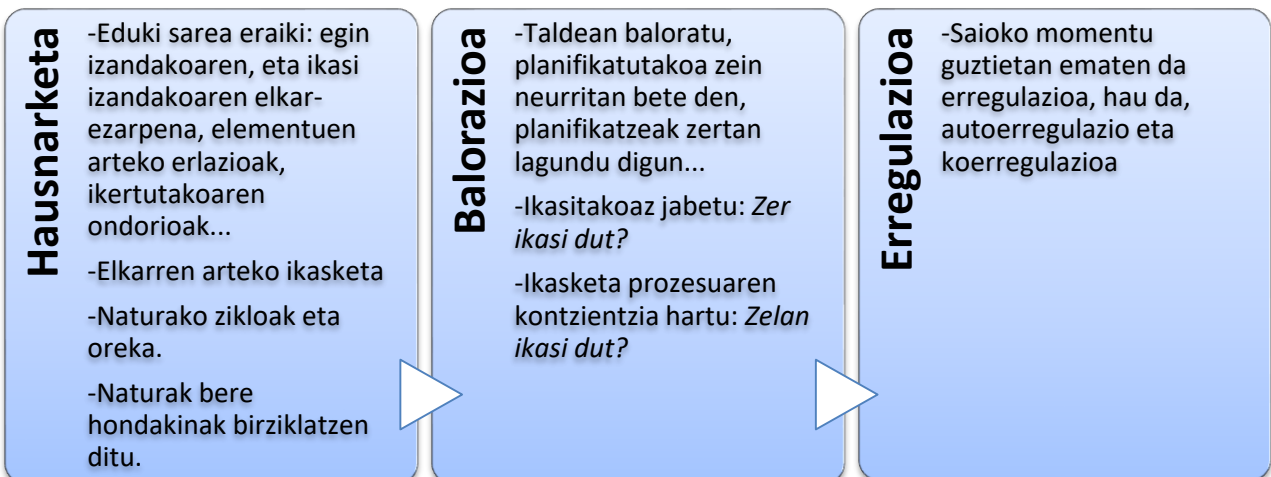 Hausnarketa
-Eduki sarea eraiki: egin
izandakoaren, eta ikasi
izandakoaren elkar-
ezarpena, elementuen
arteko erlazioak,
ikertutakoaren
ondorioak...
-Elkarren arteko ikasketa
-Naturako zikloak eta
oreka.
-Naturak bere
hondakinak birziklatzen
ditu.
Balorazioa
-Taldean baloratu,
planifikatutakoa zein
neurritan bete den,
planifikatzeak zertan
lagundu digun...
-Ikasitakoaz jabetu: Zer
ikasi dut?
-Ikasketa prozesuaren
kontzientzia hartu: Zelan
ikasi dut?
Erregulazioa
-Saioko momentu
guztietan ematen da
erregulazioa, hau da,
autoerregulazio eta
koerregulazioa